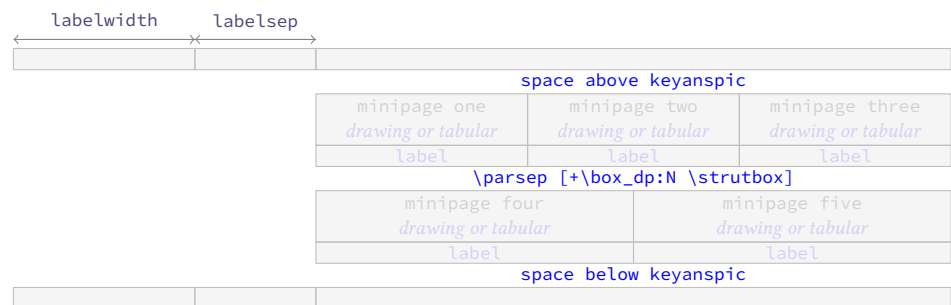 labelwidth labelsep
space above keyanspic
minipage one minipage two minipage three
drawing or tabular drawing or tabular drawing or tabular
label label label
\parsep [+\box_dp:N \strutbox]
minipage four minipage five
drawing or tabular drawing or tabular
label label
space below keyanspic